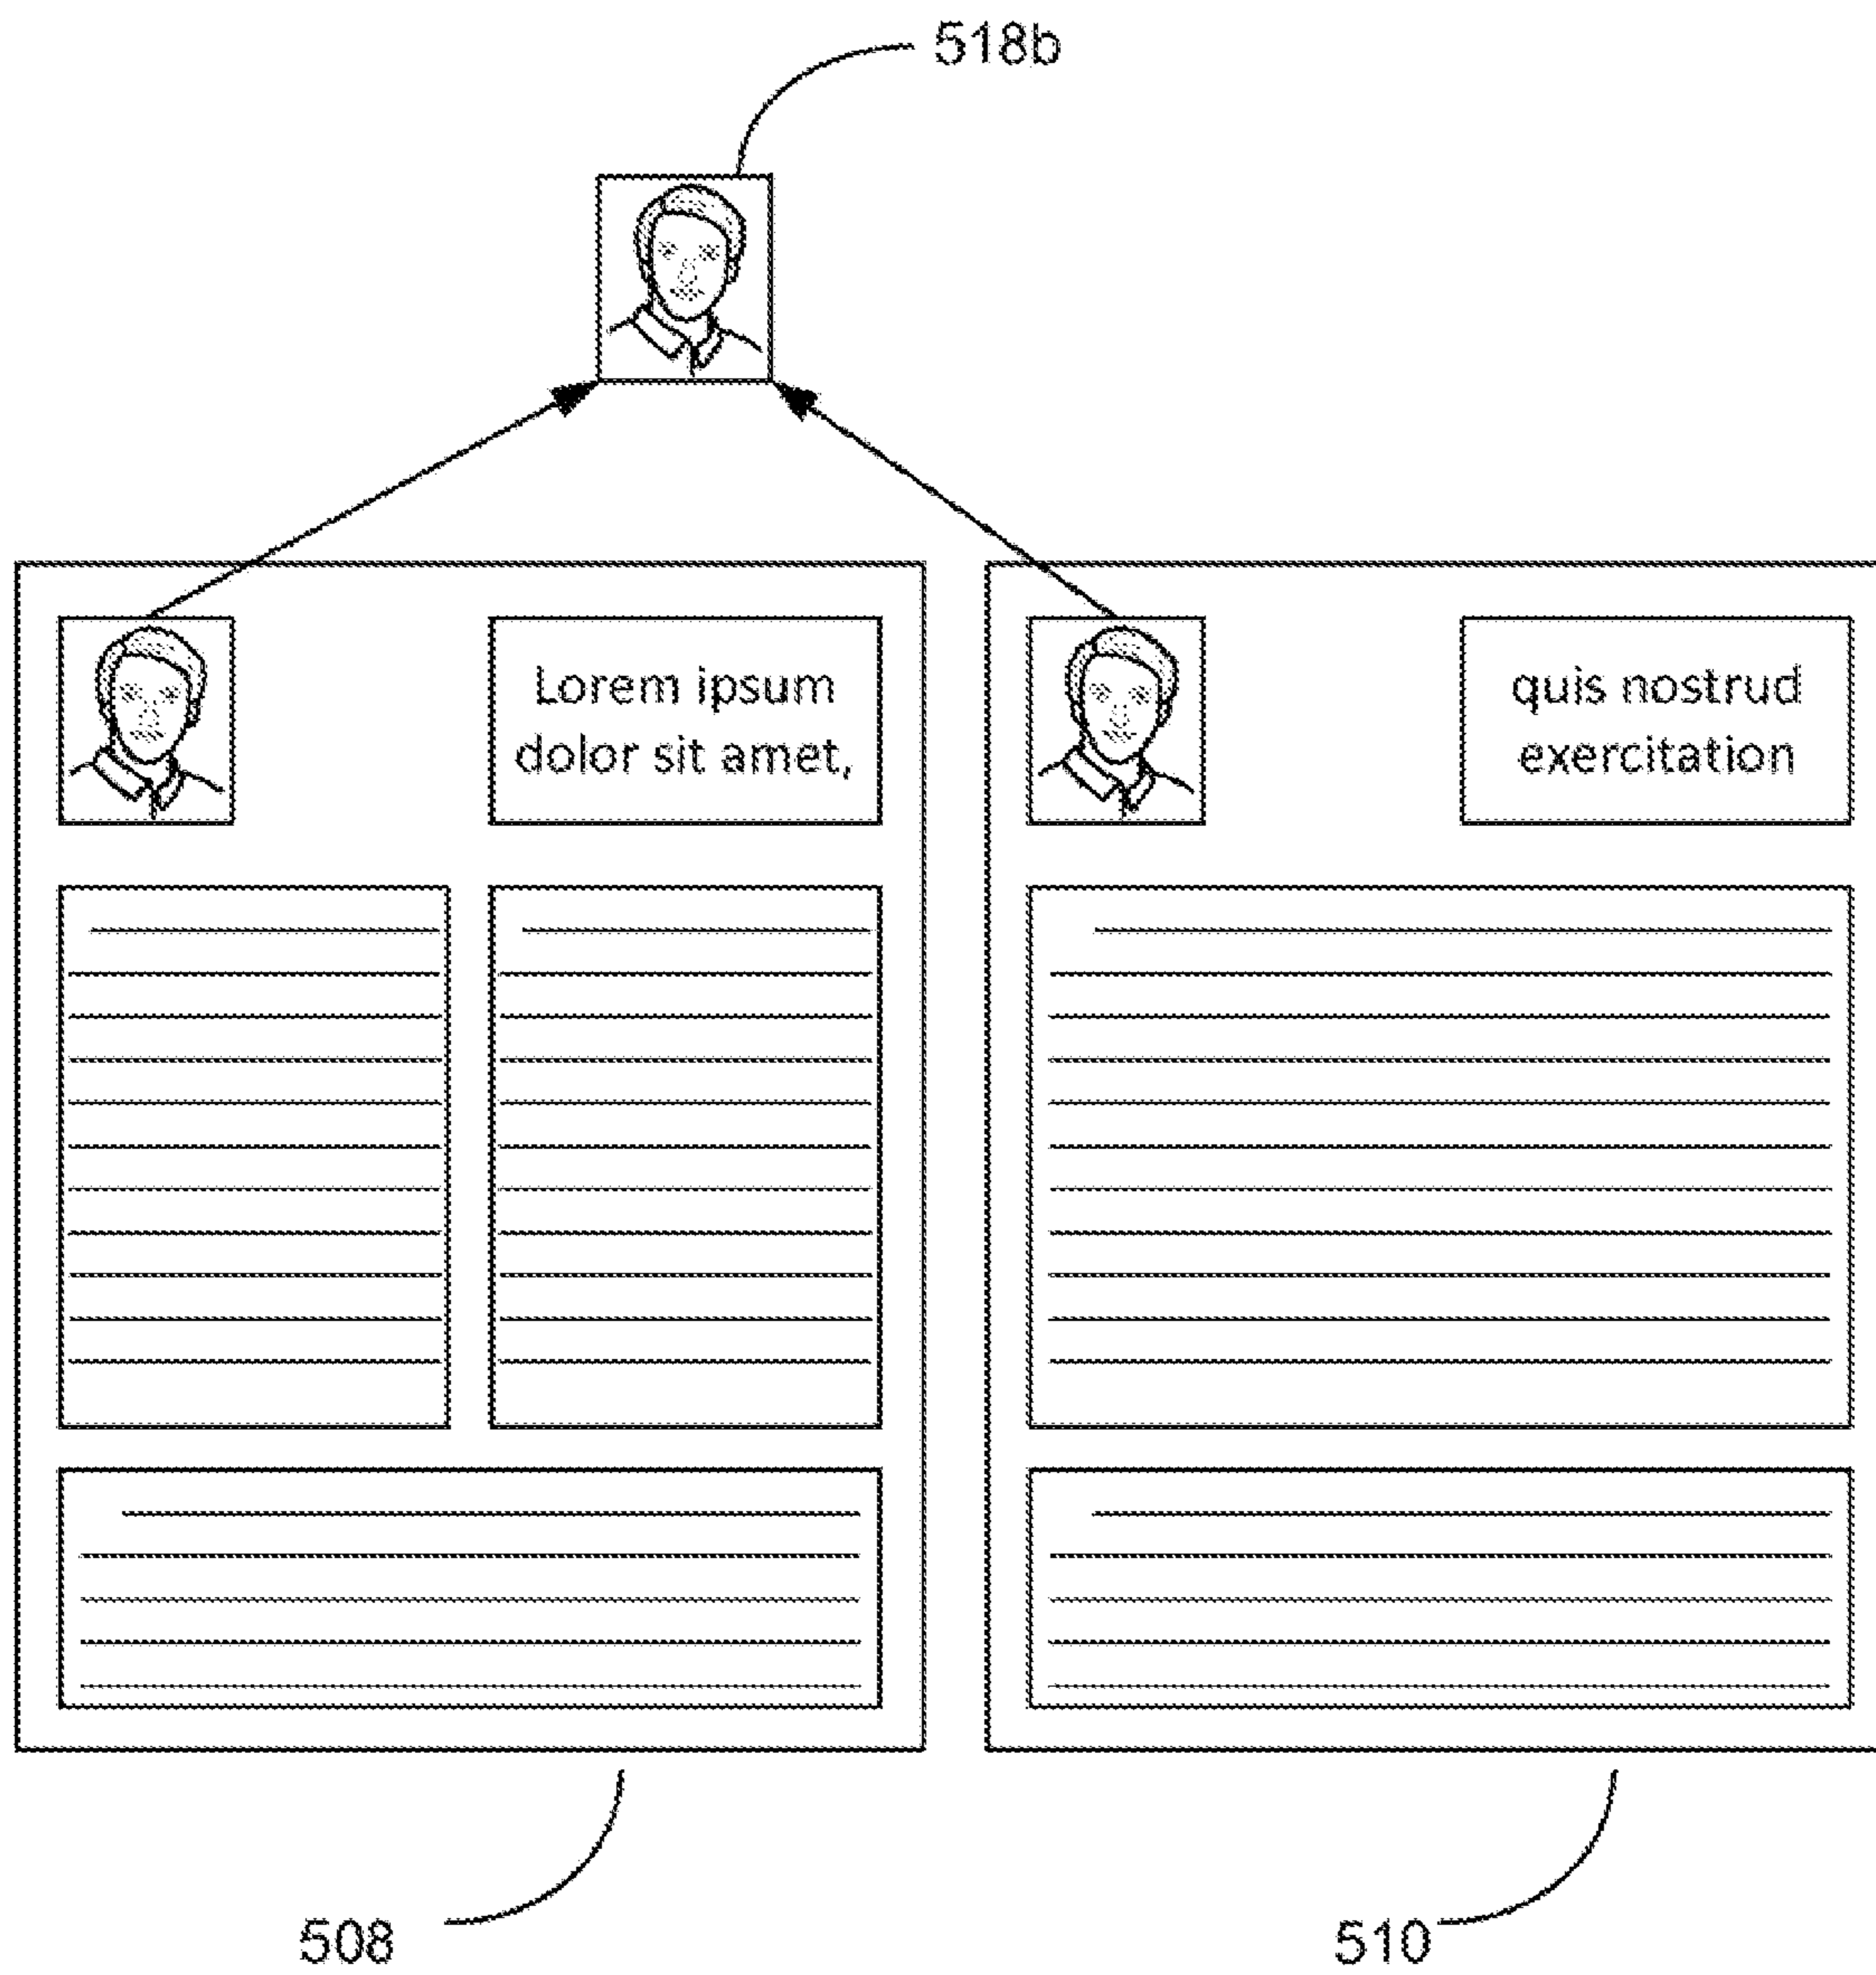 518b
Lorem ipsum
dolor sit amet,
quis nostrud
exercitation
508
510